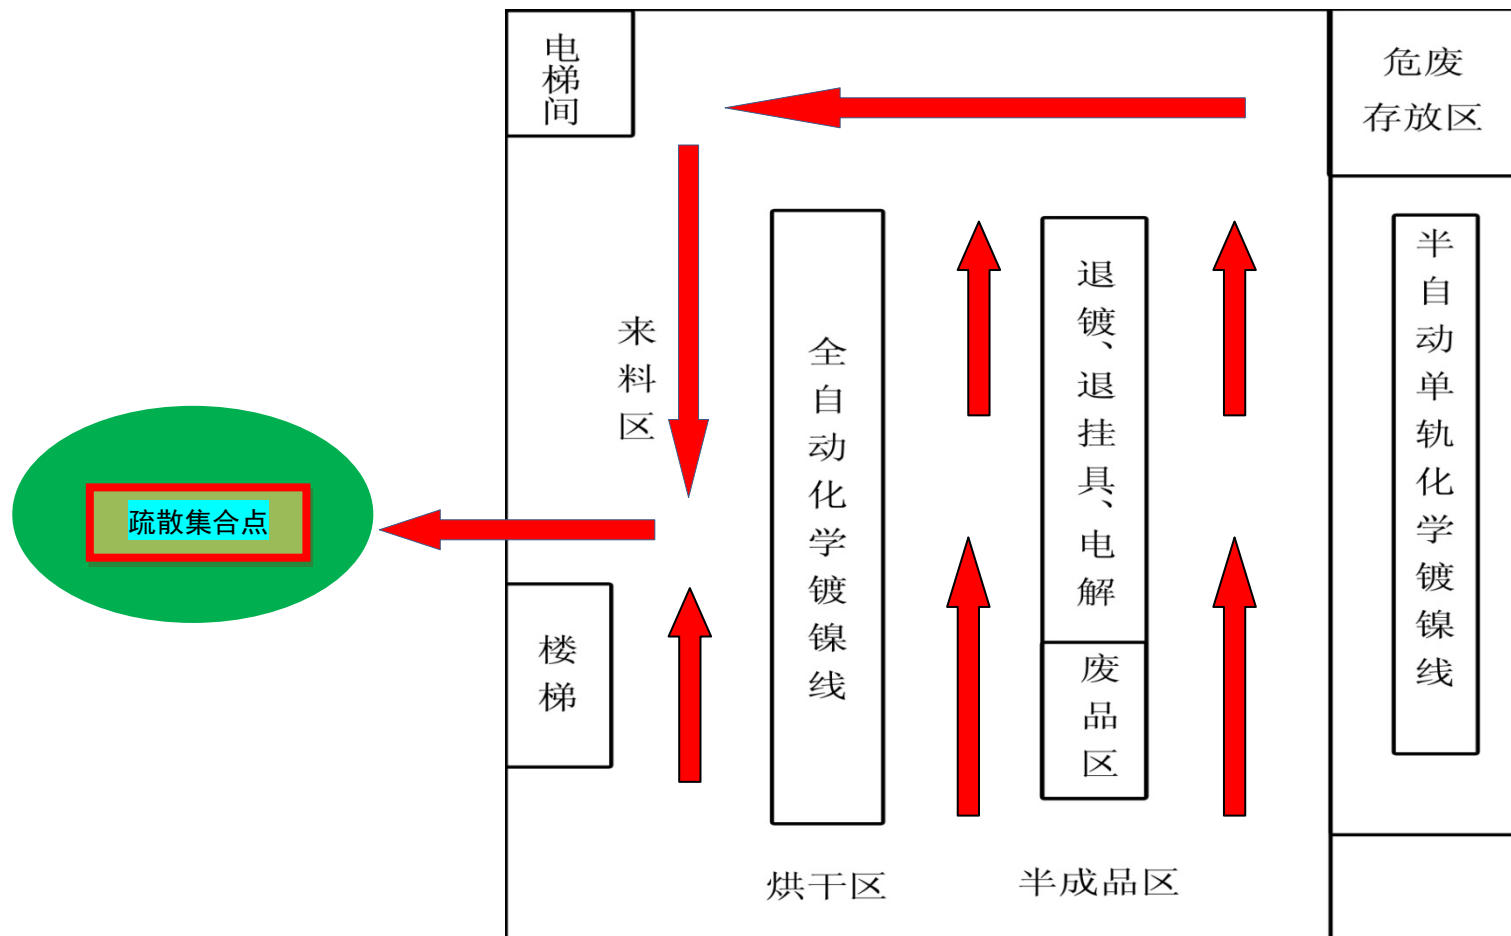 电梯间
危废
存放区
来料区
全自动化学镀镍线
退镀、退挂具、电解
废品区
半自动单轨化学镀镍线
疏散集合点
楼梯
烘干区
半成品区